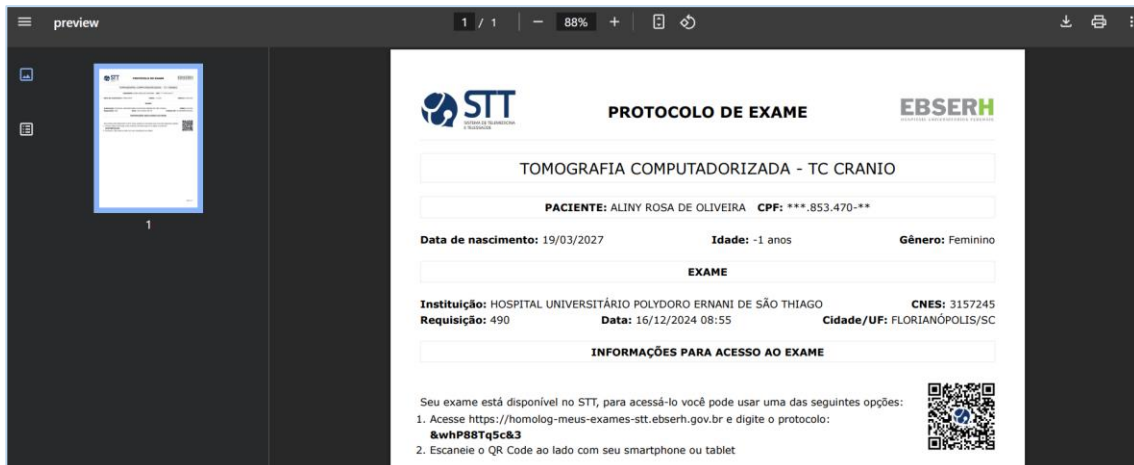 preview
1 / 1
88%
1
STT
SISTEMA DE TELEMEDICINA
E TELESSAÚDE
PROTOCOLO DE EXAME
EBSERH
HOSPITAIS UNIVERSITÁRIOS FEDERAIS
TOMOGRAFIA COMPUTADORIZADA - TC CRANIO
PACIENTE: ALINY ROSA DE OLIVEIRA CPF: ***.853.470-**
Data de nascimento: 19/03/2027 Idade: -1 anos Gênero: Feminino
EXAME
Instituição: HOSPITAL UNIVERSITÁRIO POLYDORO ERNANI DE SÃO THIAGO CNES: 3157245
Requisição: 490 Data: 16/12/2024 08:55 Cidade/UF: FLORIANÓPOLIS/SC
INFORMAÇÕES PARA ACESSO AO EXAME
Seu exame está disponível no STT, para acessá-lo você pode usar uma das seguintes opções:
1. Acesse https://homolog-meus-exames-stt.ebserh.gov.br e digite o protocolo:
&whP88Tq5c&3
2. Escaneie o QR Code ao lado com seu smartphone ou tablet